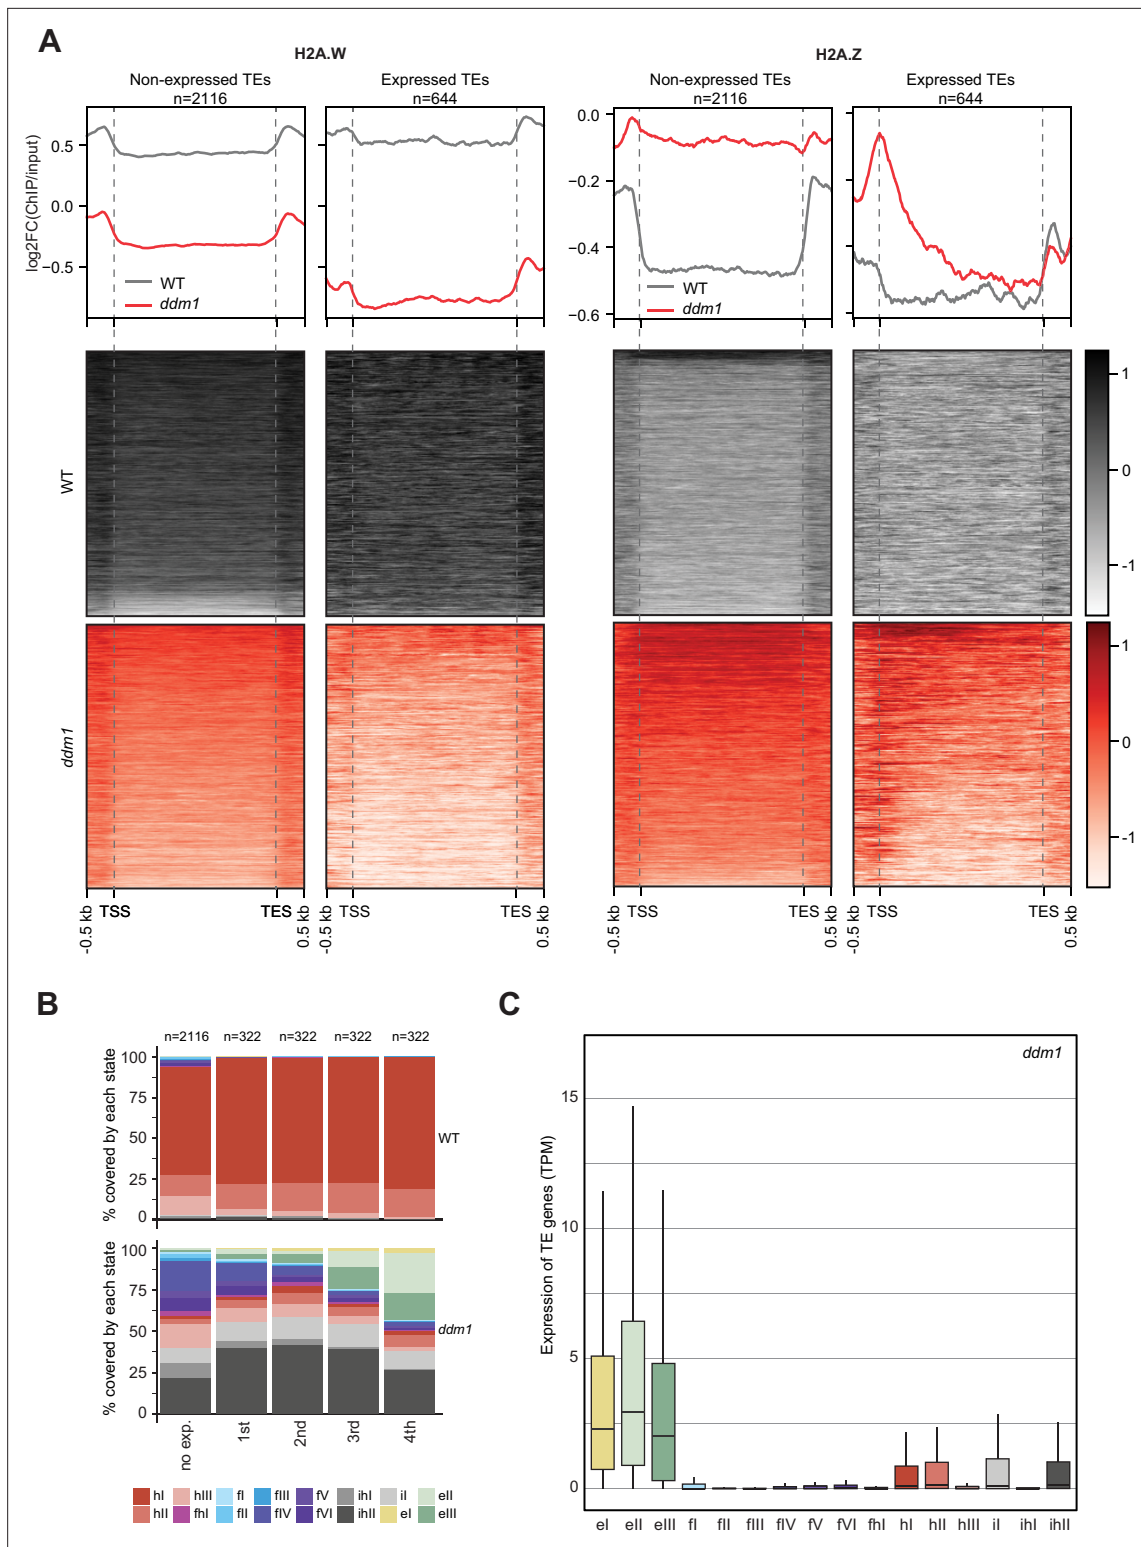 A
H2A.W
H2A.Z
Non-expressed TEs
n=2116
Expressed TEs
n=644
Non-expressed TEs
n=2116
Expressed TEs
n=644
log2FC(ChIP/input)
0.5
0.0
−0.5
WT
ddm1
0.0
−0.2
−0.4
−0.6
WT
ddm1
WT
1
0
-1
ddm1
1
0
-1
-0.5 kb
TSS
TES
0.5 kb
-0.5 kb
TSS
TES
0.5 kb
-0.5 kb
TSS
TES
0.5 kb
-0.5 kb
TSS
TES
0.5 kb
B
n=2116 n=322 n=322 n=322 n=322
% covered by each state
100
75
50
25
0
WT
% covered by each state
100
75
50
25
0
ddm1
no exp.
1st
2nd
3rd
4th
hI hIII fI fIII fV ihI iI eII
hII fhI fII fIV fVI ihII eI eIII
C
ddm1
Expression of TE genes (TPM)
15
10
5
0
eI eII eIII fI fII fIII fIV fV fVI fhI hI hII hIII iI ihI ihII